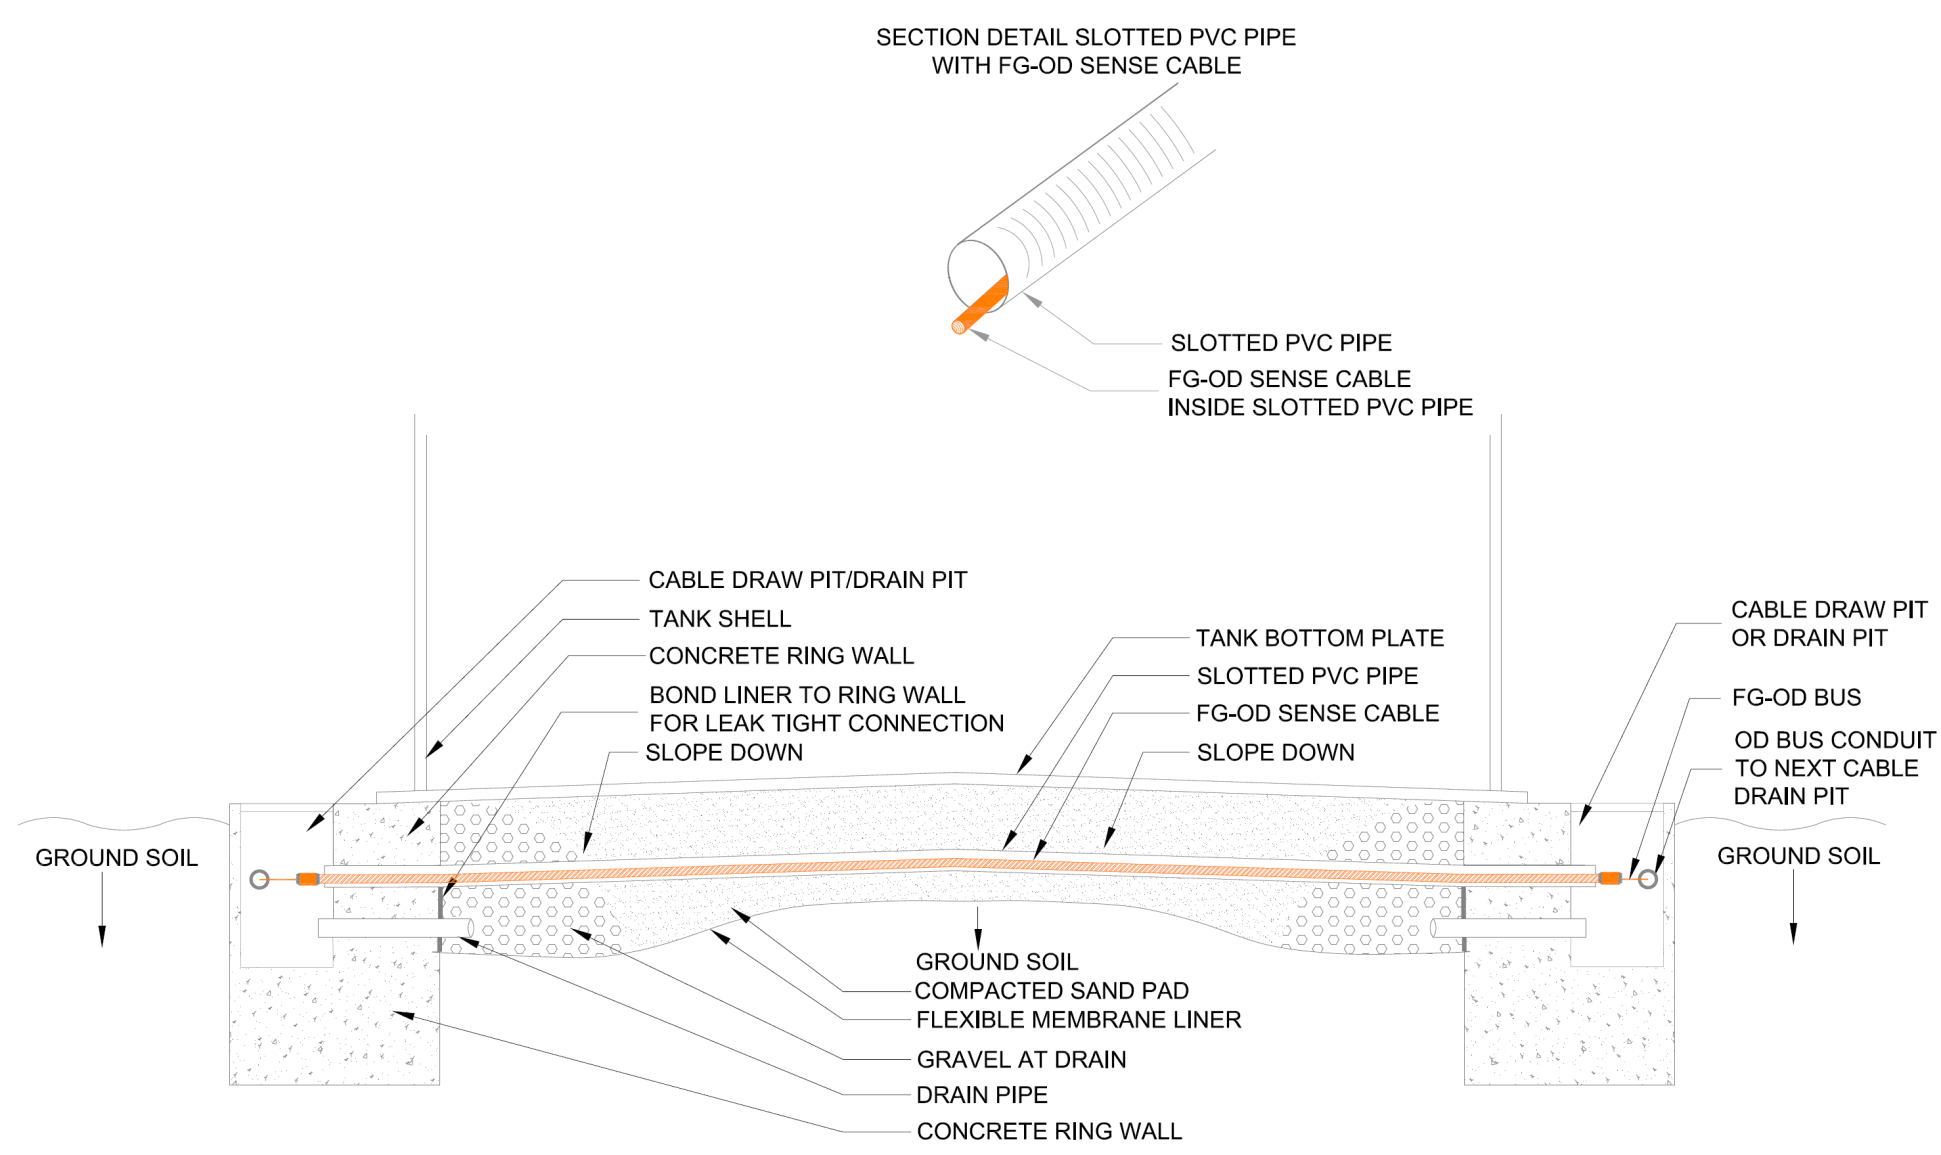 SECTION DETAIL SLOTTED PVC PIPE
WITH FG-OD SENSE CABLE
SLOTTED PVC PIPE
FG-OD SENSE CABLE
INSIDE SLOTTED PVC PIPE
CABLE DRAW PIT/DRAIN PIT
TANK SHELL
CONCRETE RING WALL
BOND LINER TO RING WALL
FOR LEAK TIGHT CONNECTION
SLOPE DOWN
TANK BOTTOM PLATE
SLOTTED PVC PIPE
FG-OD SENSE CABLE
SLOPE DOWN
CABLE DRAW PIT
OR DRAIN PIT
FG-OD BUS
OD BUS CONDUIT
TO NEXT CABLE
DRAIN PIT
GROUND SOIL
GROUND SOIL
GROUND SOIL
COMPACTED SAND PAD
FLEXIBLE MEMBRANE LINER
GRAVEL AT DRAIN
DRAIN PIPE
CONCRETE RING WALL